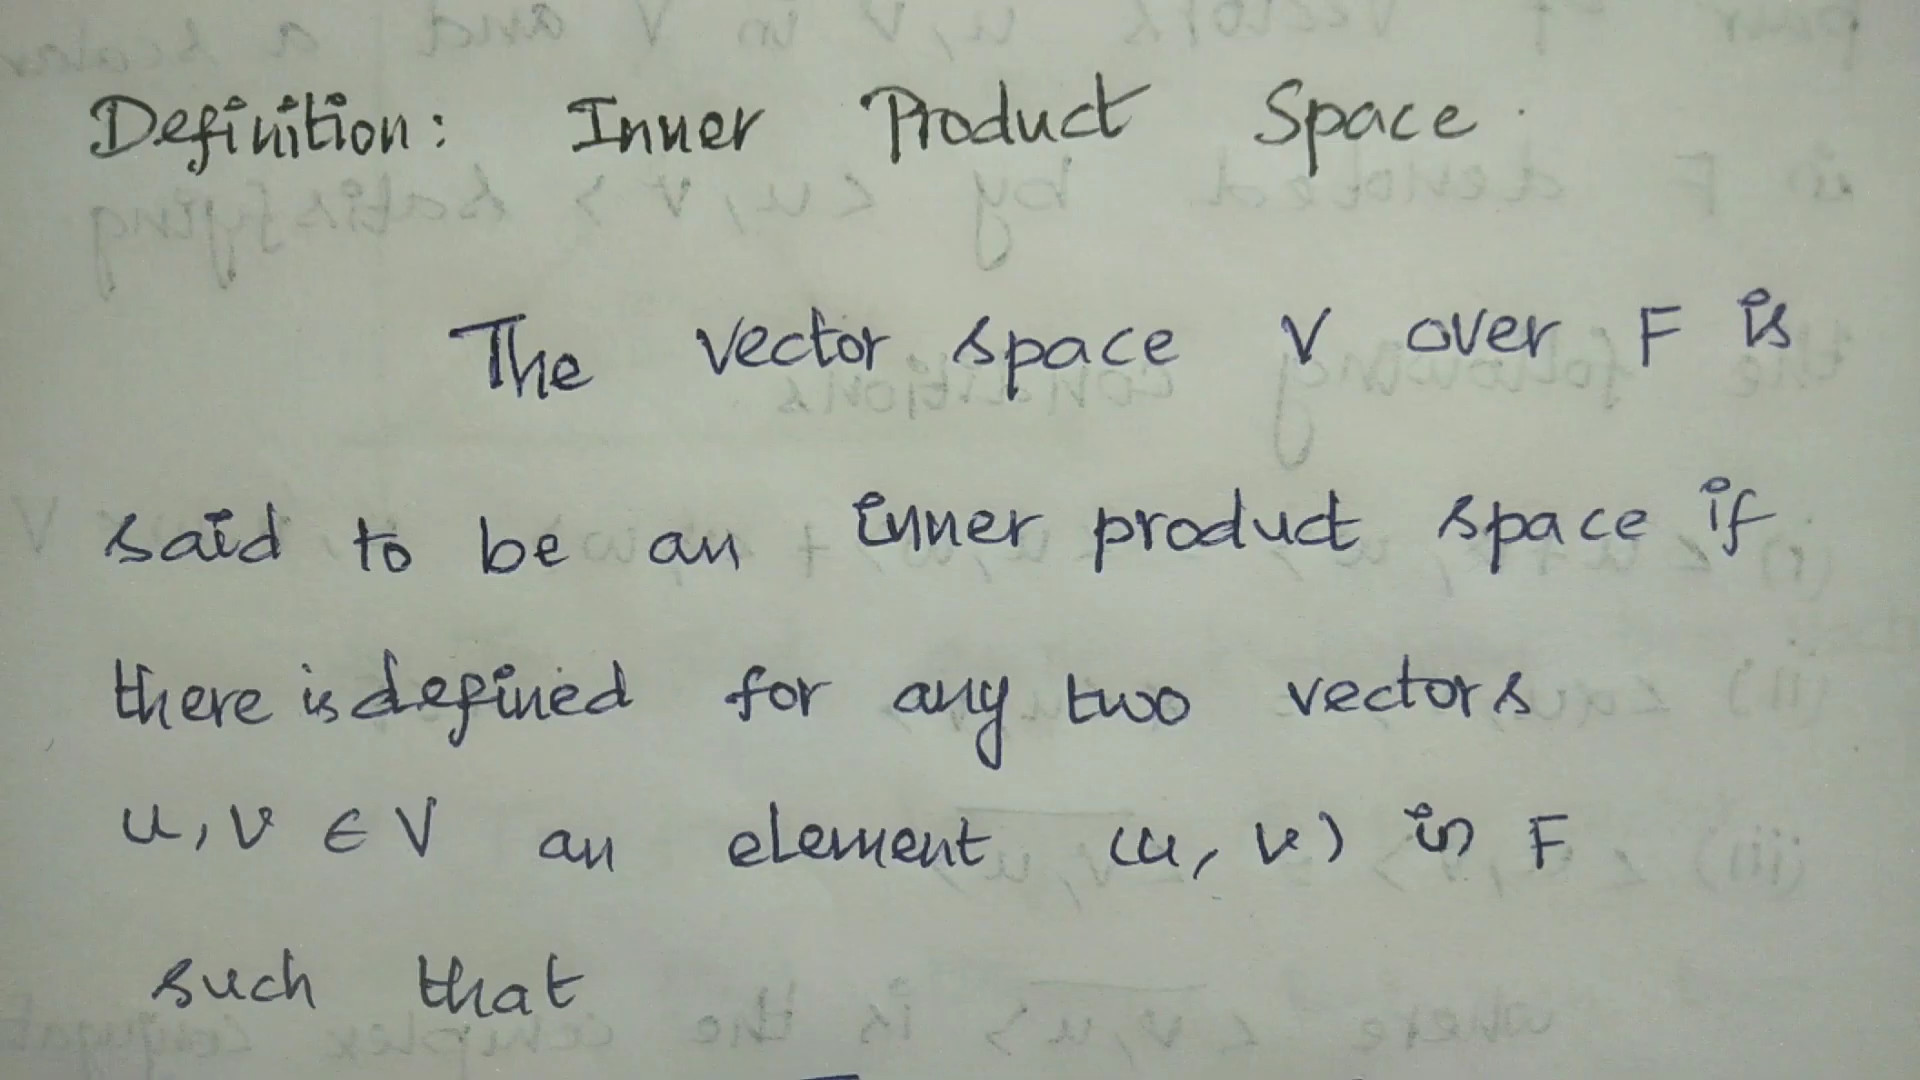 Definition: Inner Product Space.
The vector space V over F is
said to be an inner product space if
there is defined for any two vectors
u, v ∈ V an element (u, v) in F
such that